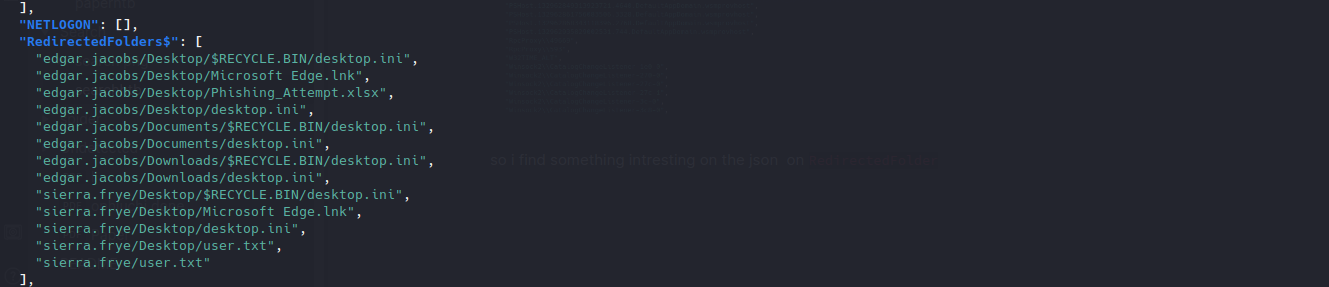 ],
"NETLOGON": [],
"RedirectedFolders$": [
"edgar.jacobs/Desktop/$RECYCLE.BIN/desktop.ini",
"edgar.jacobs/Desktop/Microsoft Edge.lnk",
"edgar.jacobs/Desktop/Phishing_Attempt.xlsx",
"edgar.jacobs/Desktop/desktop.ini",
"edgar.jacobs/Documents/$RECYCLE.BIN/desktop.ini",
"edgar.jacobs/Documents/desktop.ini",
so i find something intresting on the json on
"edgar.jacobs/Downloads/$RECYCLE.BIN/desktop.ini",
"edgar.jacobs/Downloads/desktop.ini",
"sierra.frye/Desktop/$RECYCLE.BIN/desktop.ini",
"sierra.frye/Desktop/Microsoft Edge.lnk",
"sierra.frye/Desktop/desktop.ini",
"sierra.frye/Desktop/user.txt",
"sierra.frye/user.txt"
],